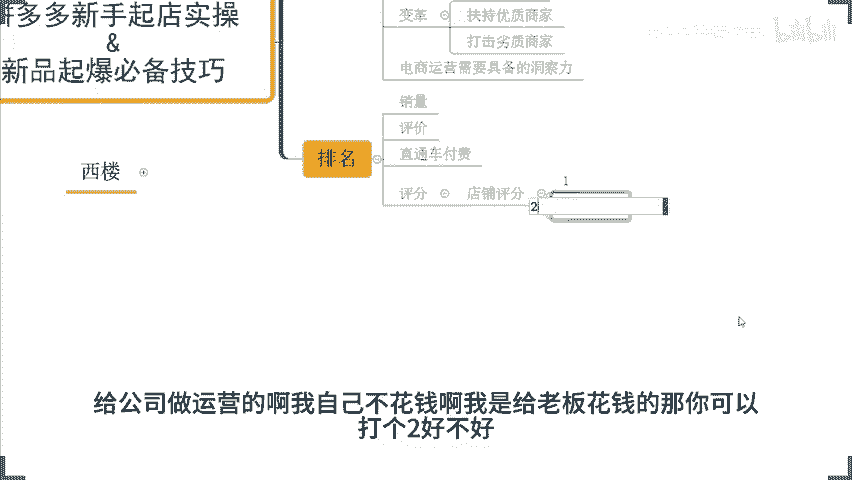 拼多多新手起店实操
&
新品起爆必备技巧
变革
扶持优质商家
打击劣质商家
电商运营需要具备的洞察力
销量
评价
排名
直通车付费
西楼
评分
店铺评分
1
2
bilibili
给公司做运营的啊我自己不花钱啊我是给老板花钱的那你可以
打个2好不好